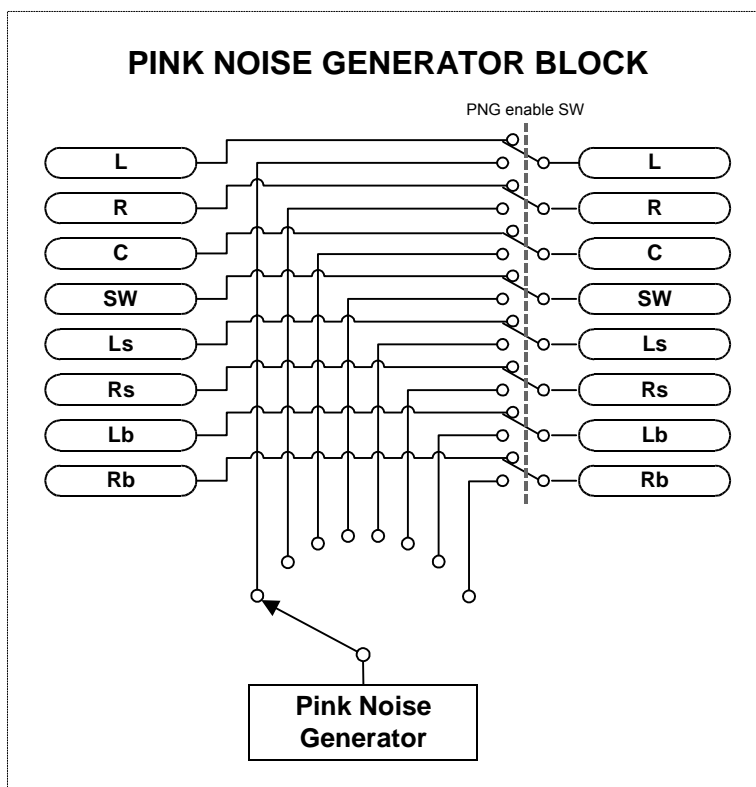 PINK NOISE GENERATOR BLOCK
PNG enable SW
L
L
R
R
C
C
SW
SW
Ls
Ls
Rs
Rs
Lb
Lb
Rb
Rb
Pink Noise
Generator